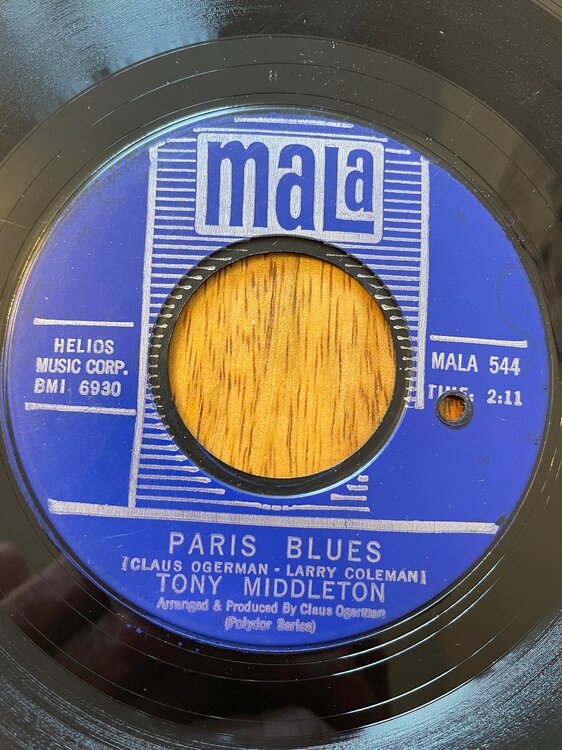 mala
HELIOS
MUSIC CORP.
BMI 6930
MALA 544
TIME: 2:11
PARIS BLUES
[CLAUS OGERMAN - LARRY COLEMAN]
TONY MIDDLETON
Arranged & Produced By Claus Ogerman
(Polydor Series)